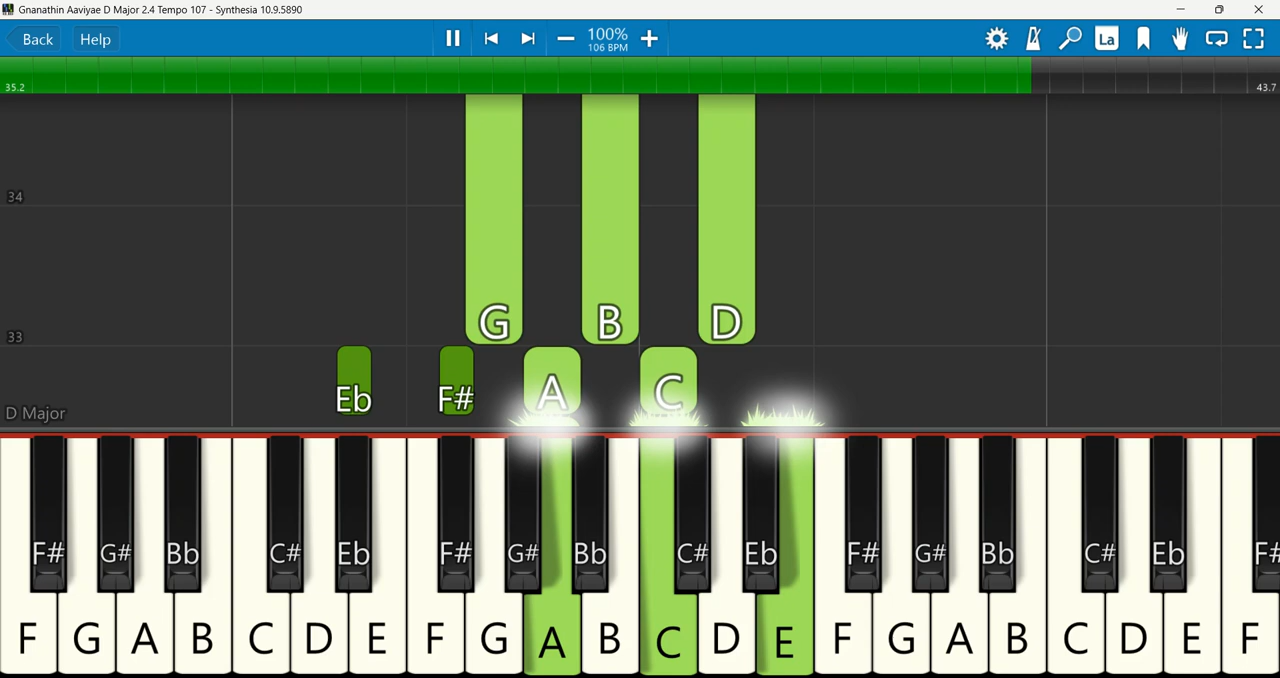 Gnanathin Aaviyae D Major 2.4 Tempo 107 - Synthesia 10.9.5890
Back Help 100% La
106 BPM
35.2 43.7
34
G B D
33
Eb F# A C
D Major
F# G# Bb C# Eb F# G# Bb C# Eb F# G# Bb C# Eb F#
F G A B C D E F G A B C D E F G A B C D E F